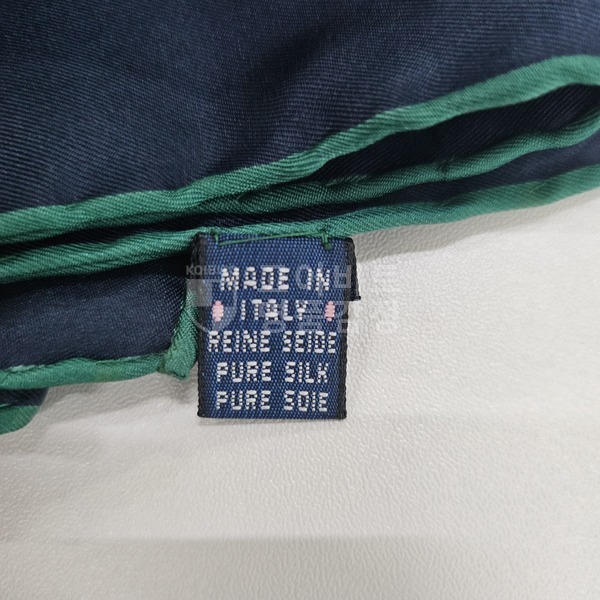 MADE IN
ITALY
REINE SEIDE
PURE SILK
PURE SOIE